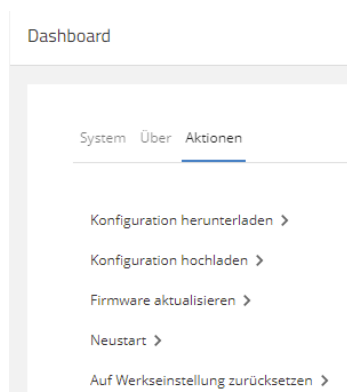 Dashboard
System Über Aktionen
Konfiguration herunterladen
Konfiguration hochladen
Firmware aktualisieren
Neustart
Auf Werkseinstellung zurücksetzen